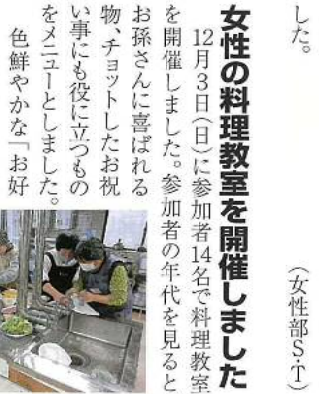 した。
（女性部S・T）
女性の料理教室を開催しました
12月3日（日）に参加者14名で料理教室
を開催しました。参加者の年代を見ると
お孫さんに喜ばれる
物、チョットしたお祝
い事にも役に立つもの
をメニューとしました。
色鮮やかな「お好